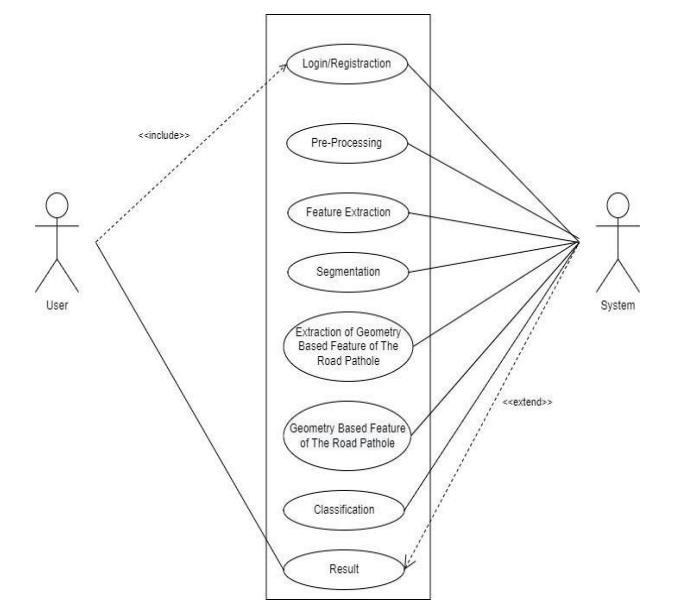 Login/Registraction
<<include>>
Pre-Processing
Feature Extraction
Segmentation
User
System
Extraction of Geometry
Based Feature of The
Road Pathole
<<extend>>
Geometry Based Feature
of The Road Pathole
Classification
Result